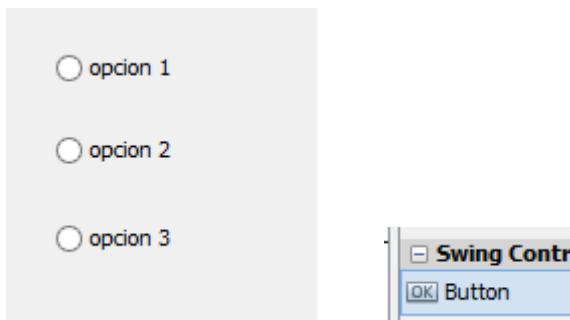 opcion 1
opcion 2
opcion 3
Swing Contr
OK Button